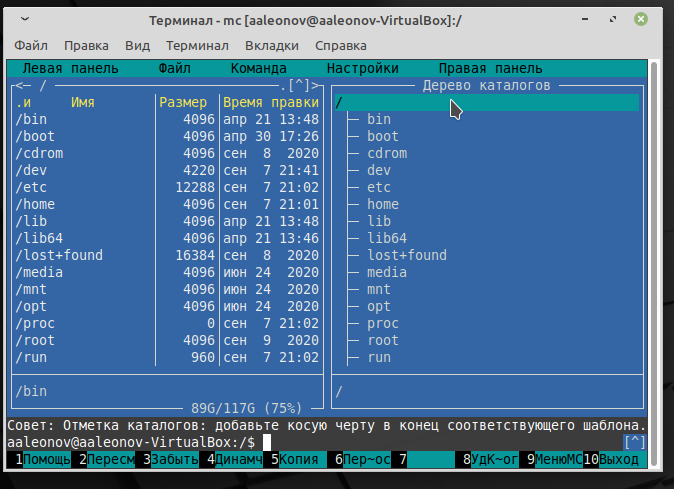 Терминал - mc [aaleonov@aaleonov-VirtualBox]:/
Файл Правка Вид Терминал Вкладки Справка
Левая панель Файл Команда Настройки Правая панель
<— / .[^]> Дерево каталогов
.и Имя Размер Время правки /
/bin 4096 апр 21 13:48 bin
/boot 4096 апр 30 17:26 boot
/cdrom 4096 сен 8 2020 cdrom
/dev 4220 сен 7 21:41 dev
/etc 12288 сен 7 21:02 etc
/home 4096 сен 7 21:01 home
/lib 4096 апр 21 13:48 lib
/lib64 4096 апр 21 13:46 lib64
/lost+found 16384 сен 8 2020 lost+found
/media 4096 июн 24 2020 media
/mnt 4096 июн 24 2020 mnt
/opt 4096 июн 24 2020 opt
/proc 0 сен 7 21:02 proc
/root 4096 сен 9 2020 root
/run 960 сен 7 21:02 run
/bin /
89G/117G (75%)
Совет: Отметка каталогов: добавьте косую черту в конец соответствующего шаблона.
aaleonov@aaleonov-VirtualBox:/$ [^]
1Помощь 2Пересм 3Забыть 4Динамч 5Копия 6Пер~ос 7 8УдК~ог 9МенюMC 10Выход